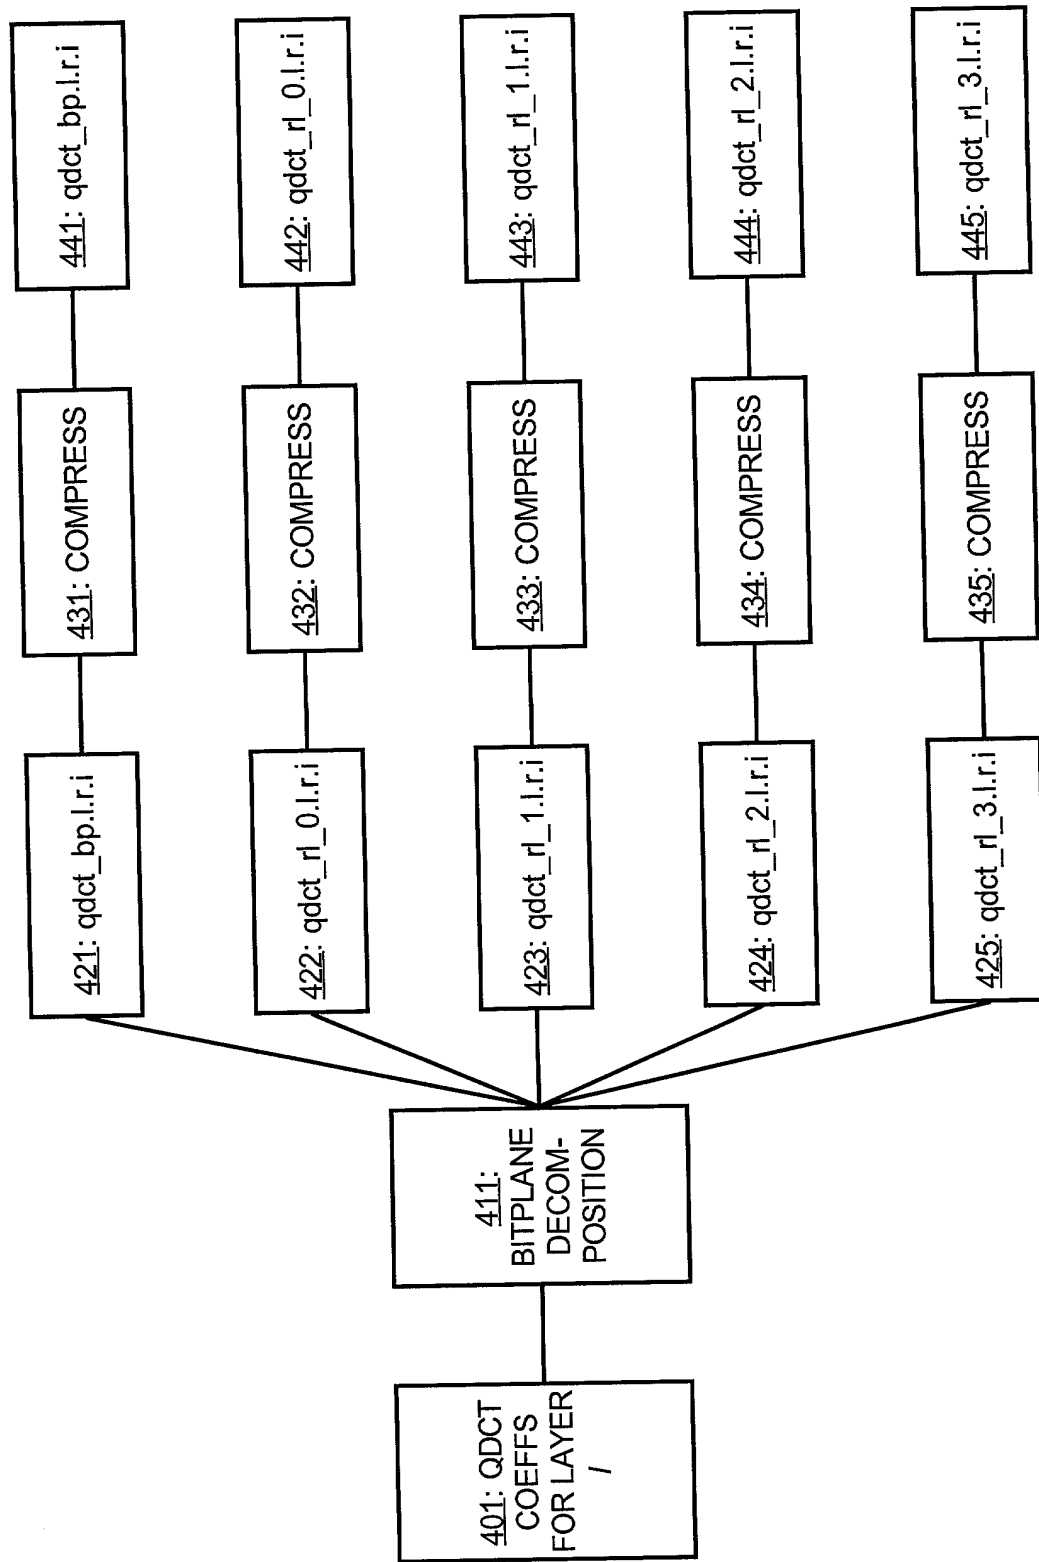 401: QDCT
COEFFS
FOR LAYER
l
411:
BITPLANE
DECOM-
POSITION
421: qdct_bp.l.r.i
422: qdct_rl_0.l.r.i
423: qdct_rl_1.l.r.i
424: qdct_rl_2.l.r.i
425: qdct_rl_3.l.r.i
431: COMPRESS
432: COMPRESS
433: COMPRESS
434: COMPRESS
435: COMPRESS
441: qdct_bp.l.r.i
442: qdct_rl_0.l.r.i
443: qdct_rl_1.l.r.i
444: qdct_rl_2.l.r.i
445: qdct_rl_3.l.r.i